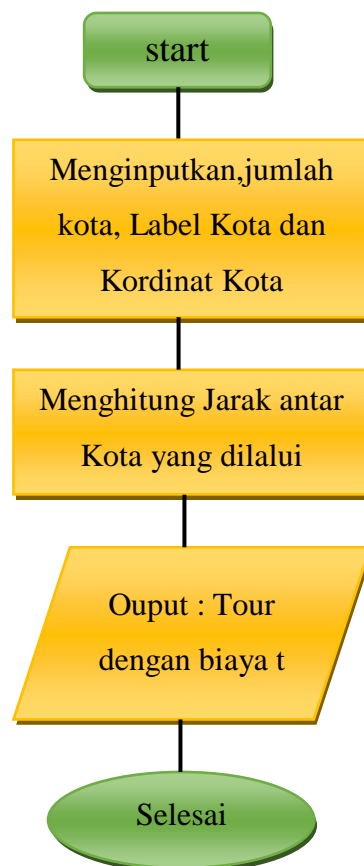 start
Menginputkan,jumlah
kota, Label Kota dan
Kordinat Kota
Menghitung Jarak antar
Kota yang dilalui
Ouput : Tour
dengan biaya t
Selesai